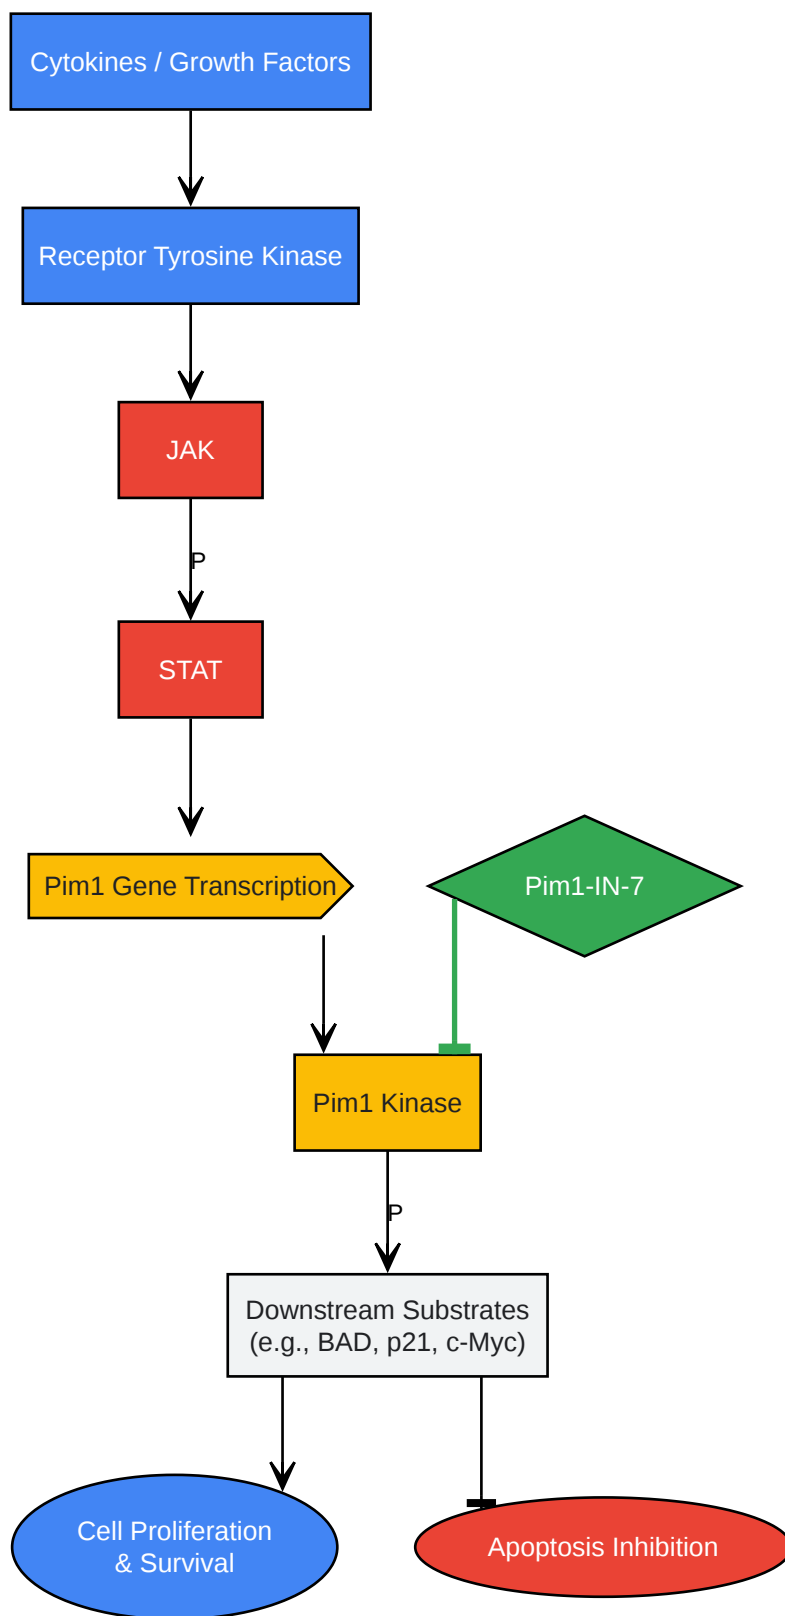 Cytokines / Growth Factors
Receptor Tyrosine Kinase
JAK
P
STAT
Pim1 Gene Transcription
Pim1-IN-7
Pim1 Kinase
P
Downstream Substrates
(e.g., BAD, p21, c-Myc)
Cell Proliferation
& Survival
Apoptosis Inhibition